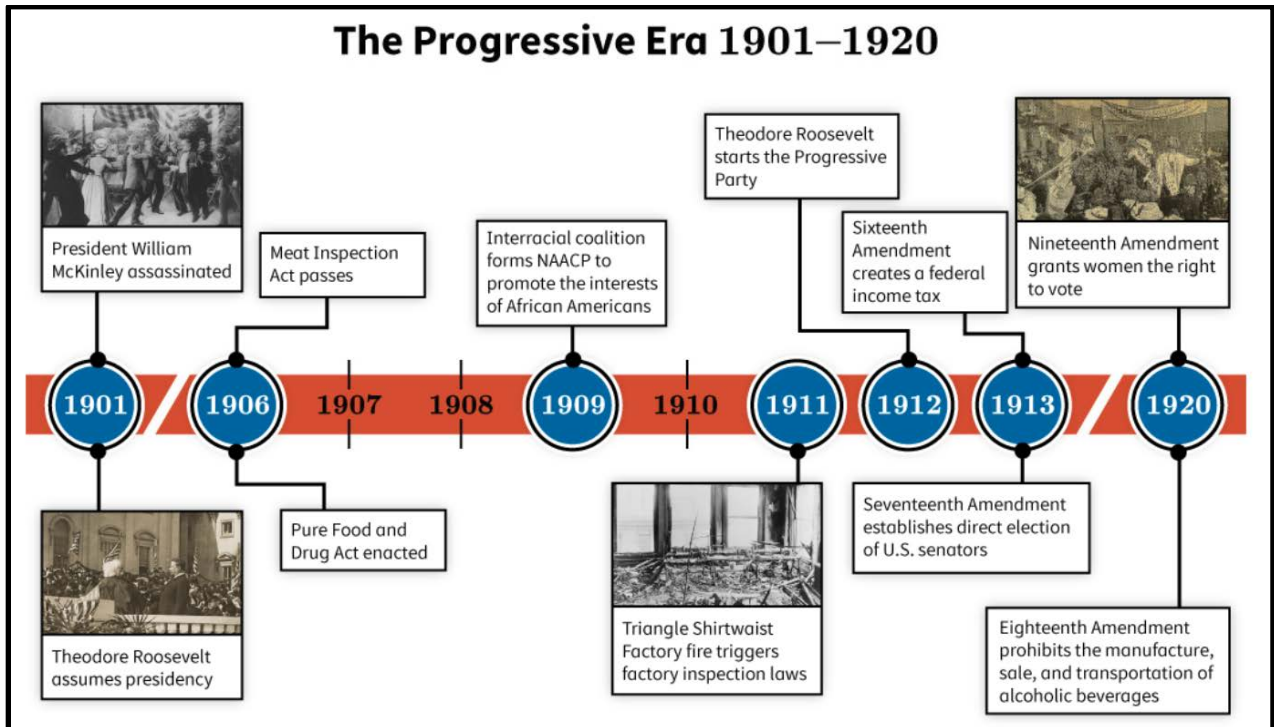 The Progressive Era 1901–1920
President William
McKinley assassinated
Meat Inspection
Act passes
Interracial coalition
forms NAACP to
promote the interests
of African Americans
Theodore Roosevelt
starts the Progressive
Party
Sixteenth
Amendment
creates a federal
income tax
Nineteenth Amendment
grants women the right
to vote
1901
1906
1907
1908
1909
1910
1911
1912
1913
1920
Theodore Roosevelt
assumes presidency
Pure Food and
Drug Act enacted
Triangle Shirtwaist
Factory fire triggers
factory inspection laws
Seventeenth Amendment
establishes direct election
of U.S. senators
Eighteenth Amendment
prohibits the manufacture,
sale, and transportation of
alcoholic beverages